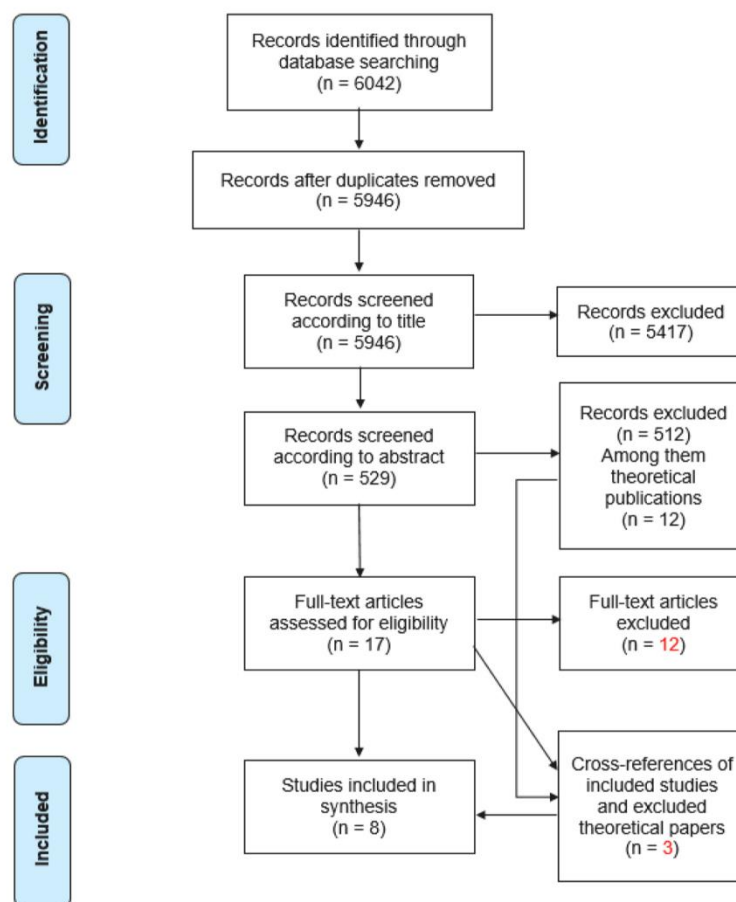 Identification
Records identified through
database searching
(n = 6042)
Records after duplicates removed
(n = 5946)
Screening
Records screened
according to title
(n = 5946)
Records excluded
(n = 5417)
Records screened
according to abstract
(n = 529)
Records excluded
(n = 512)
Among them
theoretical
publications
(n = 12)
Eligibility
Full-text articles
assessed for eligibility
(n = 17)
Full-text articles
excluded
(n = 12)
Included
Studies included in
synthesis
(n = 8)
Cross-references of
included studies
and excluded
theoretical papers
(n = 3)